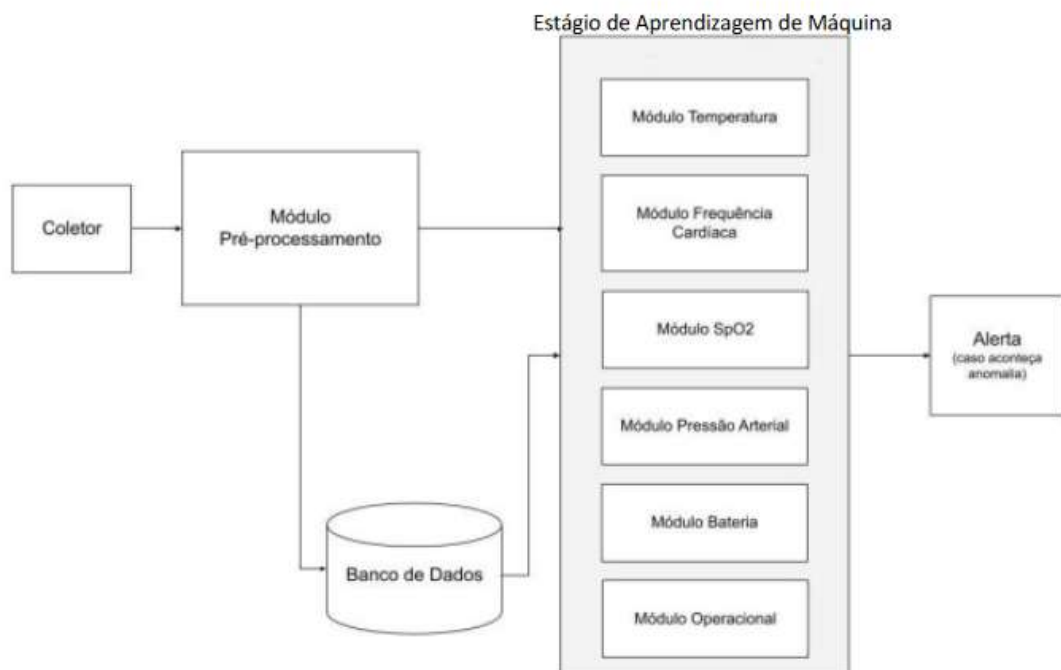 Estágio de Aprendizagem de Máquina
Coletor
Módulo
Pré-processamento
Banco de Dados
Módulo Temperatura
Módulo Frequência
Cardíaca
Módulo SpO2
Módulo Pressão Arterial
Módulo Bateria
Módulo Operacional
Alerta
(caso aconteça
anomalia)